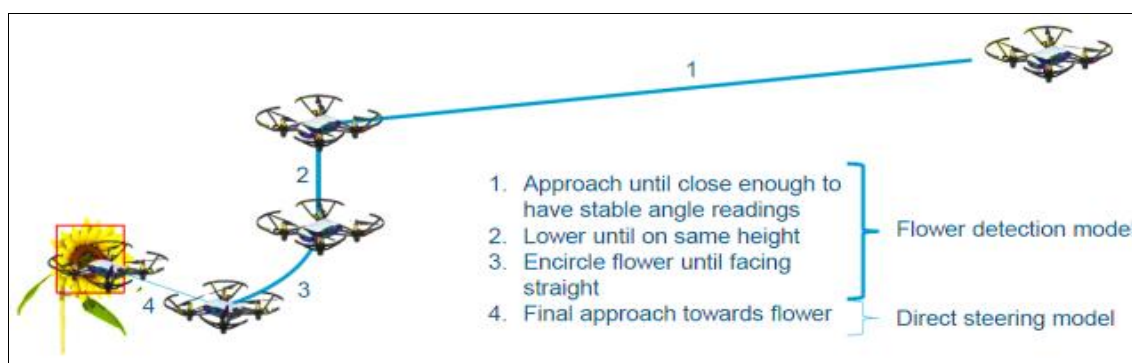 1
2
3
4
1. Approach until close enough to
have stable angle readings
2. Lower until on same height
3. Encircle flower until facing
straight
4. Final approach towards flower
Flower detection model
Direct steering model